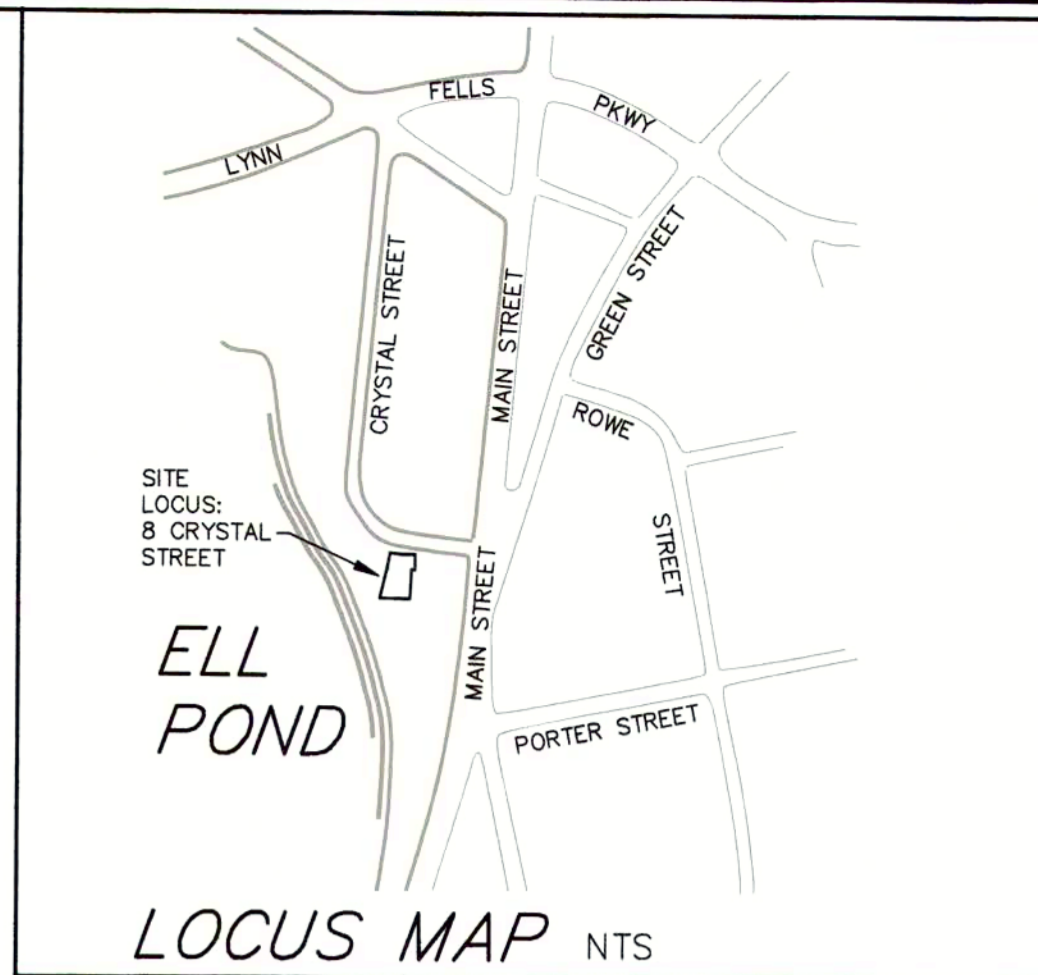 FELLS
PKWY
LYNN
CRYSTAL STREET
MAIN STREET
GREEN STREET
ROWE
STREET
SITE
LOCUS:
8 CRYSTAL
STREET
MAIN STREET
ELL
POND
PORTER STREET
LOCUS MAP NTS